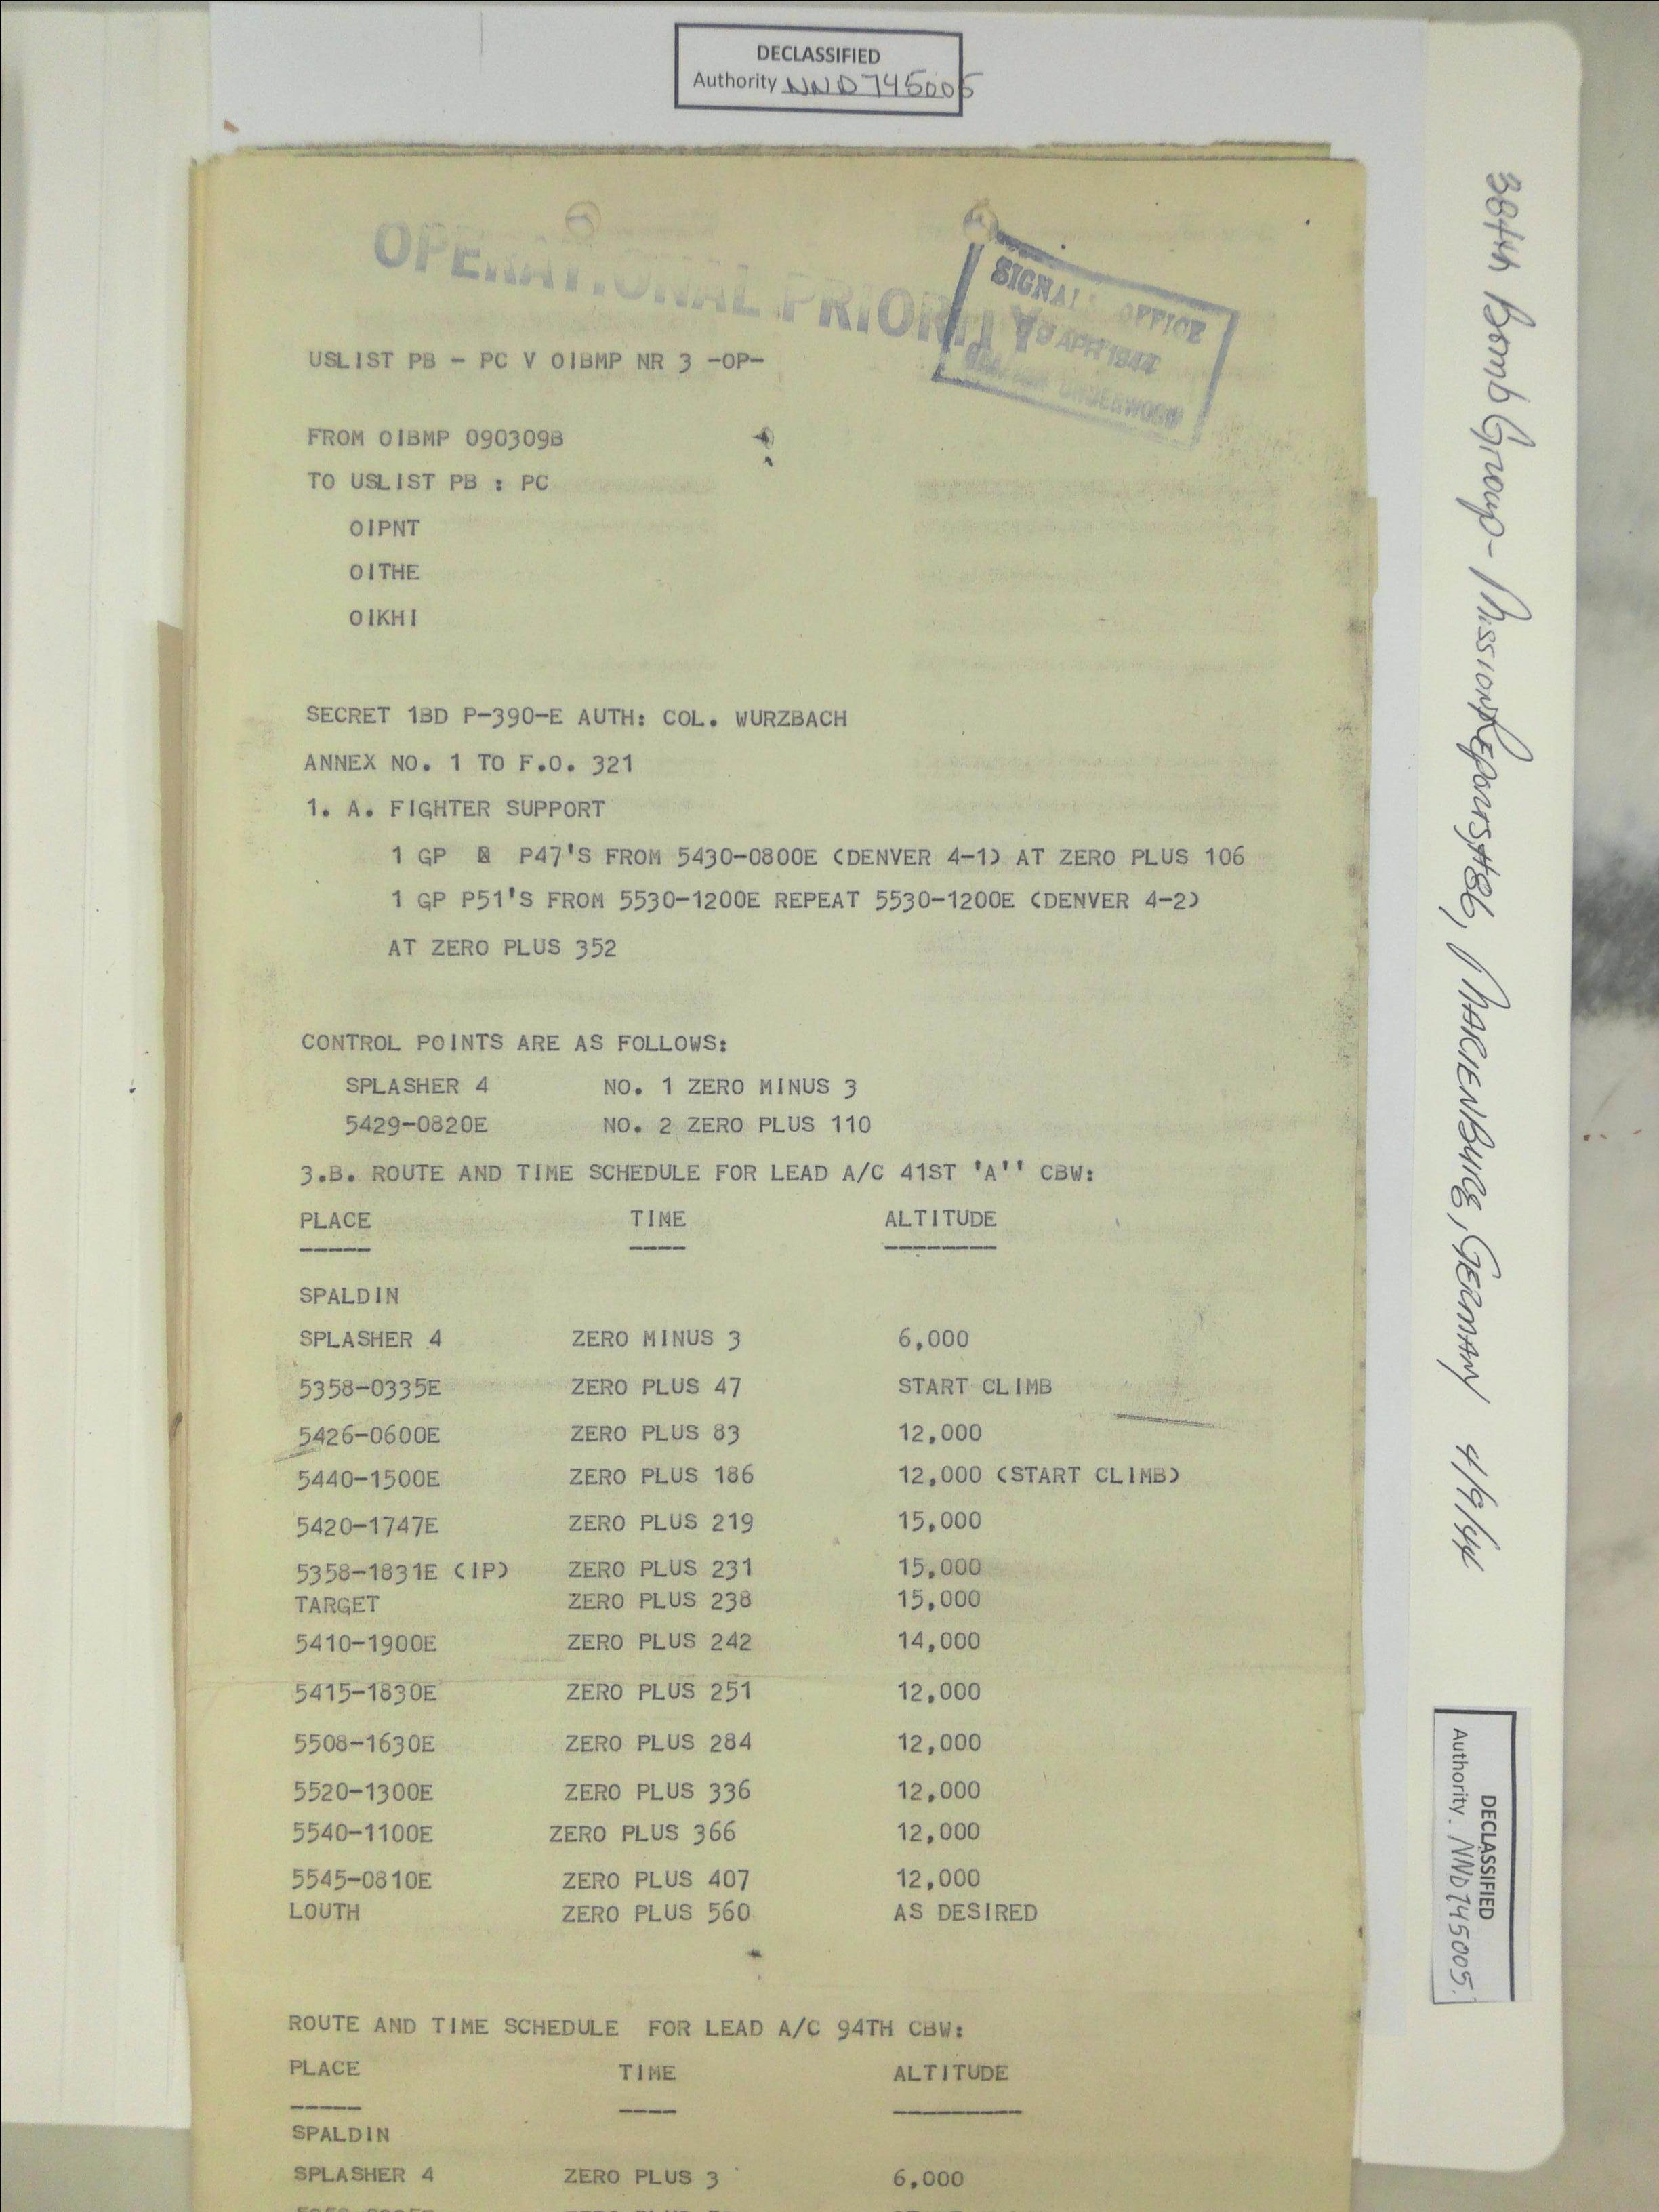 DECLASSIFIED
Authority NND 745005
OPERATIONAL PRIORITY
SIGNALS OFFICE
9 APR 1944
USLIST PB - PC V OIBMP NR 3 -OP-
FROM OIBMP 090309B
TO USLIST PB : PC
OIPNT
OITHE
OIKHI
SECRET 1BD P-390-E AUTH: COL. WURZBACH
ANNEX NO. 1 TO F.O. 321
1. A. FIGHTER SUPPORT
1 GP P47'S FROM 5430-0800E (DENVER 4-1) AT ZERO PLUS 106
1 GP P51'S FROM 5530-1200E REPEAT 5530-1200E (DENVER 4-2)
AT ZERO PLUS 352
CONTROL POINTS ARE AS FOLLOWS:
SPLASHER 4 NO. 1 ZERO MINUS 3
5429-0820E NO. 2 ZERO PLUS 110
3.B. ROUTE AND TIME SCHEDULE FOR LEAD A/C 41ST 'A'' CBW:
PLACE TIME ALTITUDE
----- ---- --------
SPALDIN
SPLASHER 4 ZERO MINUS 3 6,000
5358-0335E ZERO PLUS 47 START CLIMB
5426-0600E ZERO PLUS 83 12,000
5440-1500E ZERO PLUS 186 12,000 (START CLIMB)
5420-1747E ZERO PLUS 219 15,000
5358-1831E (IP) ZERO PLUS 231 15,000
TARGET ZERO PLUS 238 15,000
5410-1900E ZERO PLUS 242 14,000
5415-1830E ZERO PLUS 251 12,000
5508-1630E ZERO PLUS 284 12,000
5520-1300E ZERO PLUS 336 12,000
5540-1100E ZERO PLUS 366 12,000
5545-0810E ZERO PLUS 407 12,000
LOUTH ZERO PLUS 560 AS DESIRED
ROUTE AND TIME SCHEDULE FOR LEAD A/C 94TH CBW:
PLACE TIME ALTITUDE
----- ---- ---------
SPALDIN
SPLASHER 4 ZERO PLUS 3 6,000
384th Bomb Group - Mission Reports #86, MARIENBURG, GERMANY 4/9/44
DECLASSIFIED
Authority NND 745005